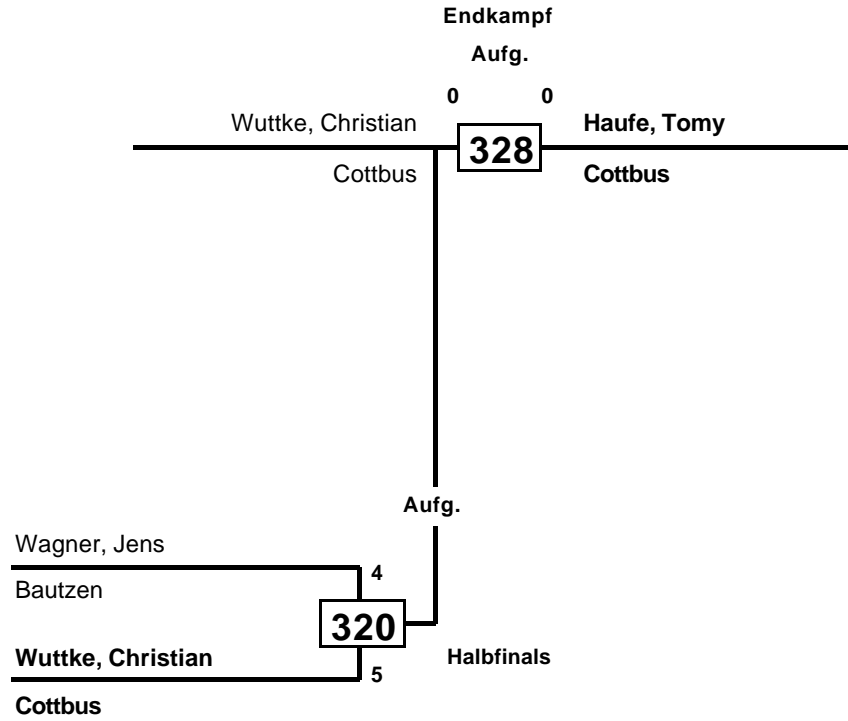 Endkampf
Aufg.
0 0
Wuttke, Christian 328 Haufe, Tomy
Cottbus Cottbus
Aufg.
Wagner, Jens
4
Bautzen
320
Wuttke, Christian Halbfinals
5
Cottbus